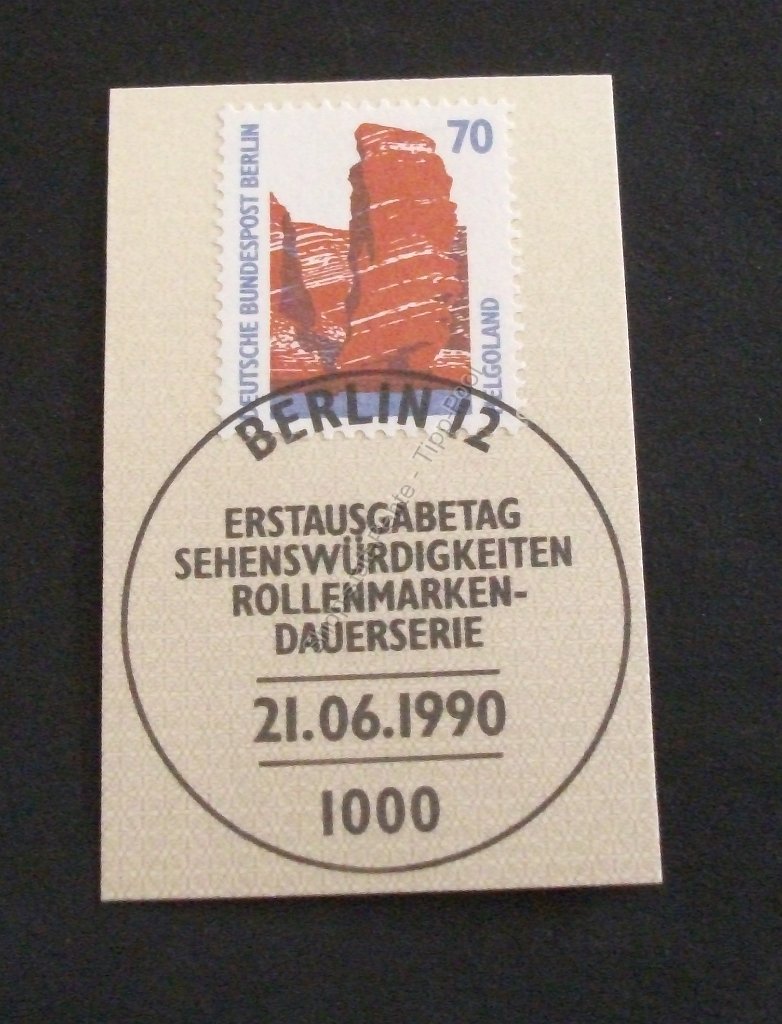 70
DEUTSCHE BUNDESPOST BERLIN
HELGOLAND
BERLIN 12
ERSTAUSGABETAG
SEHENSWÜRDIGKEITEN
ROLLENMARKEN-
DAUERSERIE
21.06.1990
1000